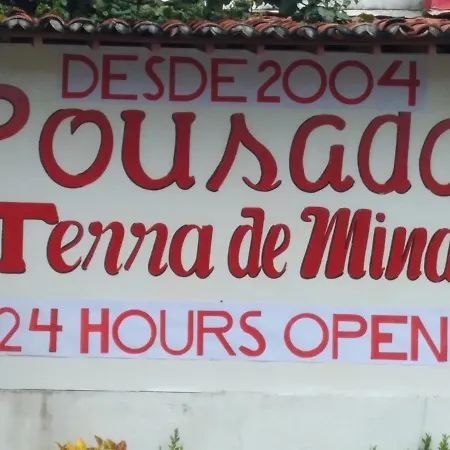 DESDE 2004
Pousada
Terra de Mina
24 HOURS OPEN